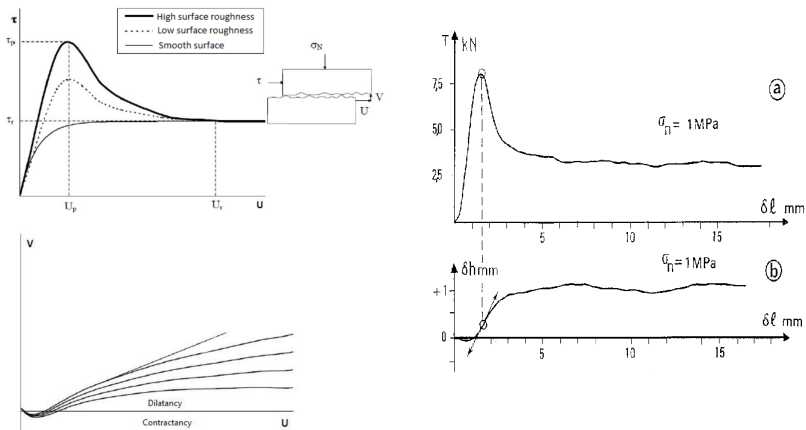 τ
High surface roughness
Low surface roughness
Smooth surface
τp
τr
σN
τ
V
U
Up
Ur
U
V
Dilatancy
Contractancy
U
T kN
7,5
5,0
2,5
a
σn = 1MPa
5
10
15
δℓ mm
δh mm
+1
0
σn = 1MPa
b
5
10
15
δℓ mm